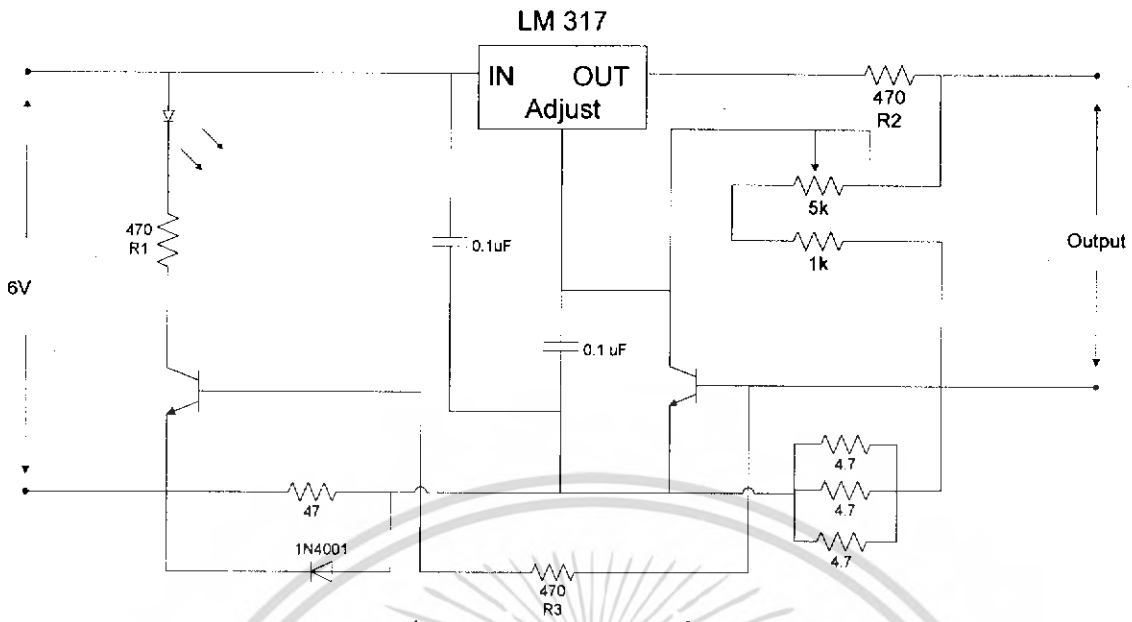 LM 317
IN OUT
Adjust
470
R2
5k
1k
Output
470
R1
0.1uF
6V
0.1 uF
4.7
4.7
4.7
47
1N4001
470
R3